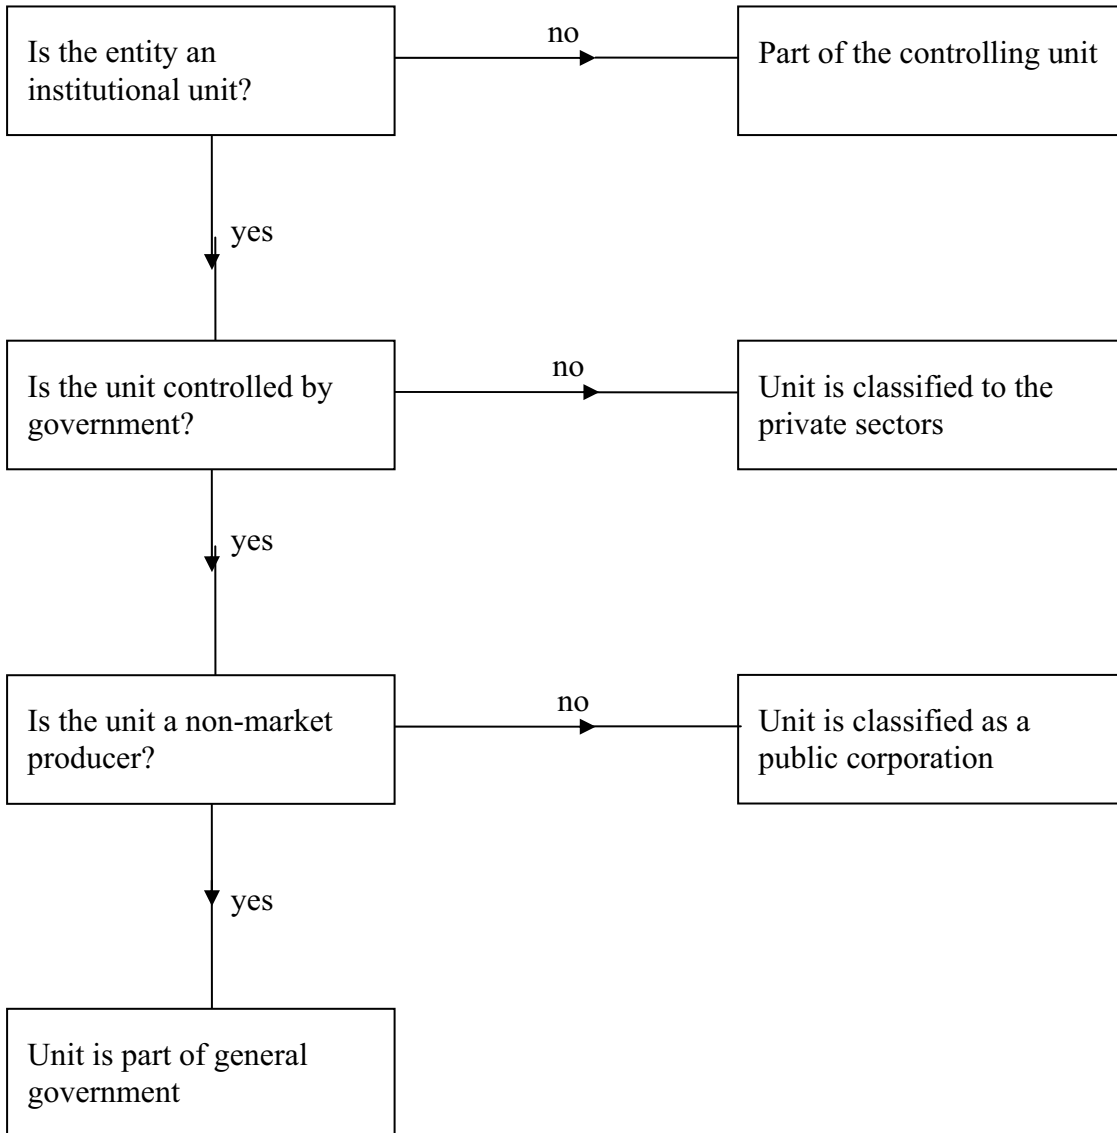 Is the entity an
institutional unit?
no
Part of the controlling unit
yes
Is the unit controlled by
government?
no
Unit is classified to the
private sectors
yes
Is the unit a non-market
producer?
no
Unit is classified as a
public corporation
yes
Unit is part of general
government